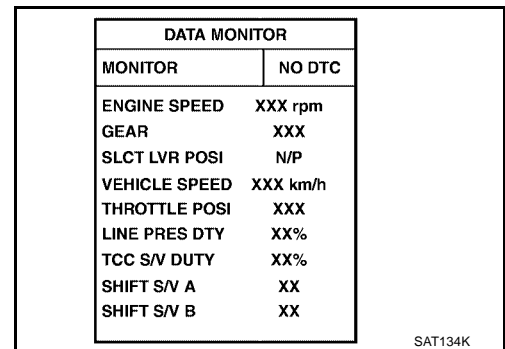 DATA MONITOR
MONITOR NO DTC
ENGINE SPEED XXX rpm
GEAR XXX
SLCT LVR POSI N/P
VEHICLE SPEED XXX km/h
THROTTLE POSI XXX
LINE PRES DTY XX%
TCC S/V DUTY XX%
SHIFT S/V A XX
SHIFT S/V B XX
SAT134K